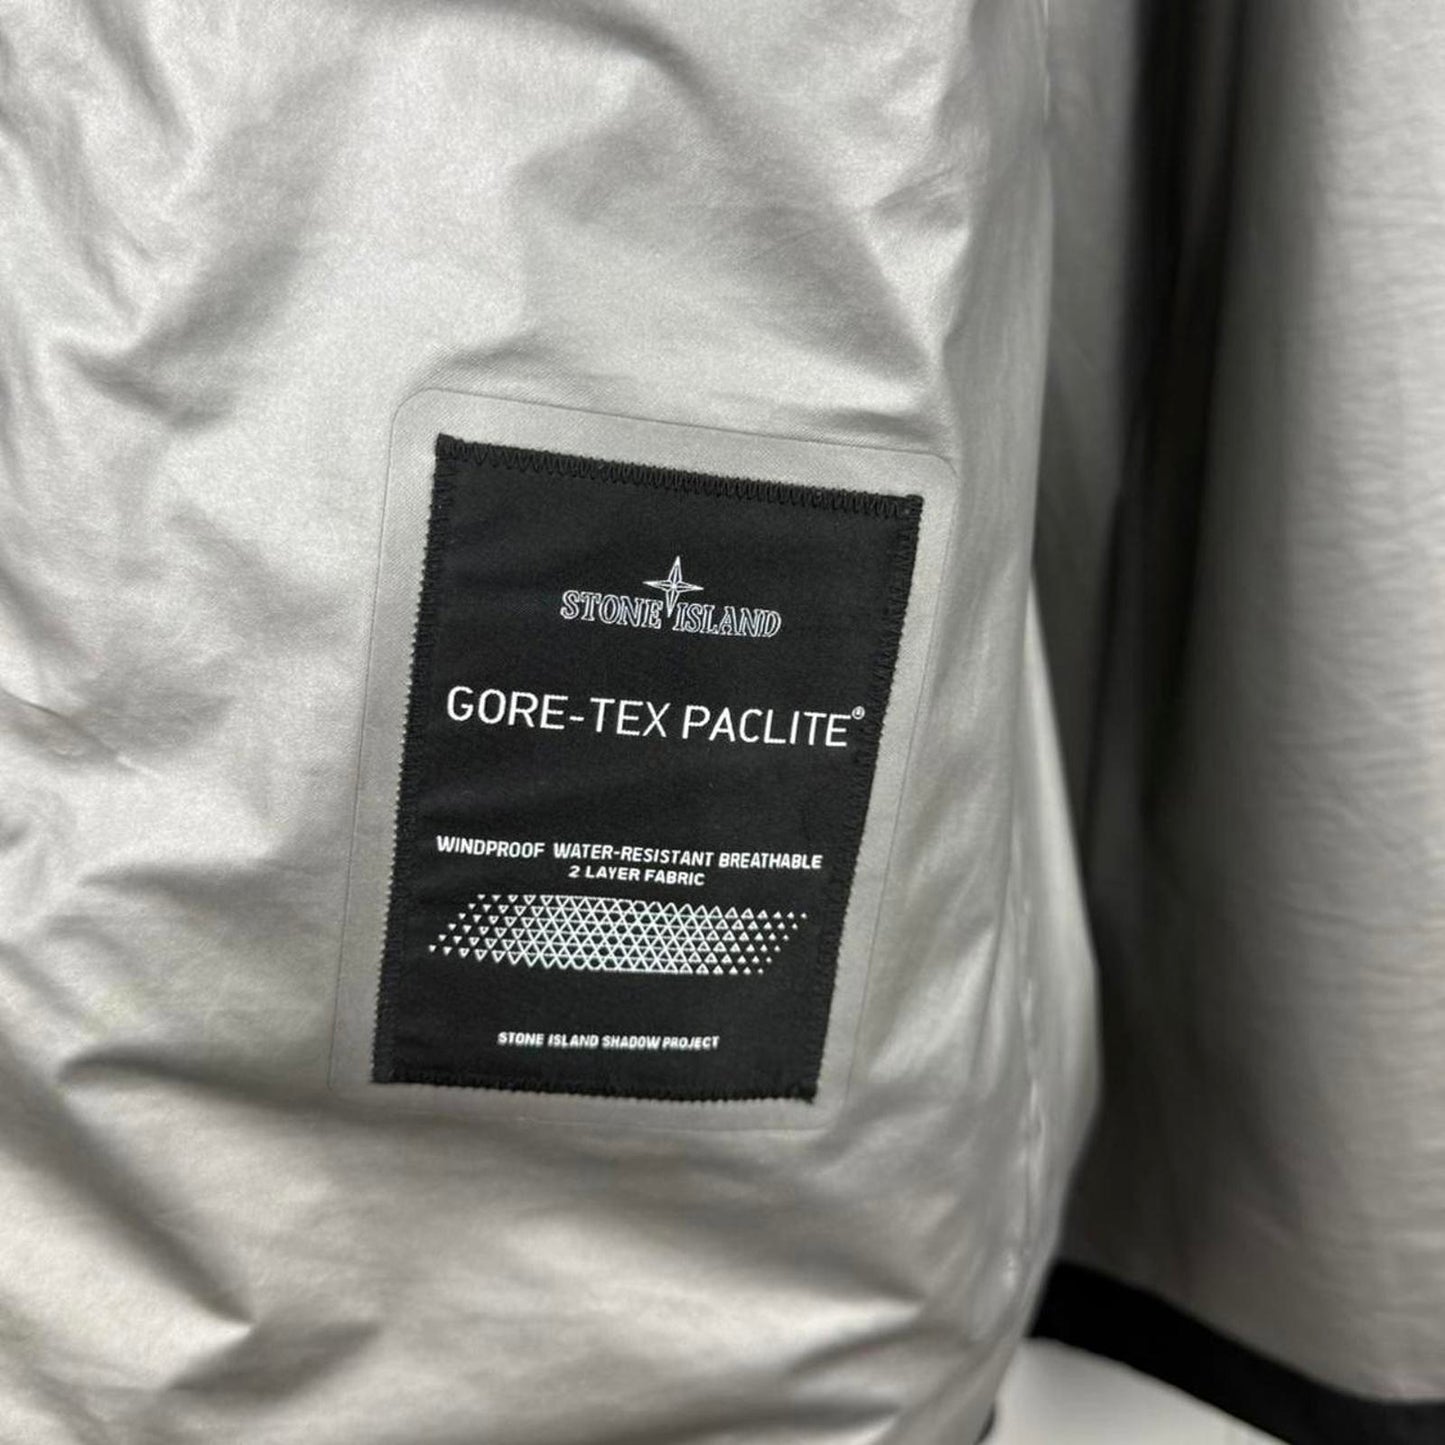 STONE ISLAND
GORE-TEX PACLITE®
WINDPROOF WATER-RESISTANT BREATHABLE
2 LAYER FABRIC
STONE ISLAND SHADOW PROJECT